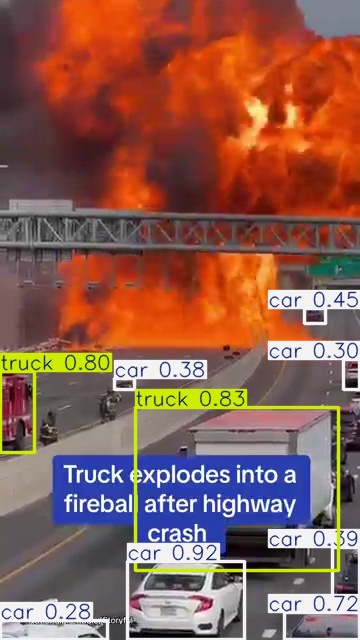 car 0.45
car 0.30
truck 0.80
car 0.38
truck 0.83
Truck explodes into a
fireball after highway
crash
car 0.39
car 0.92
car 0.28
car 0.72